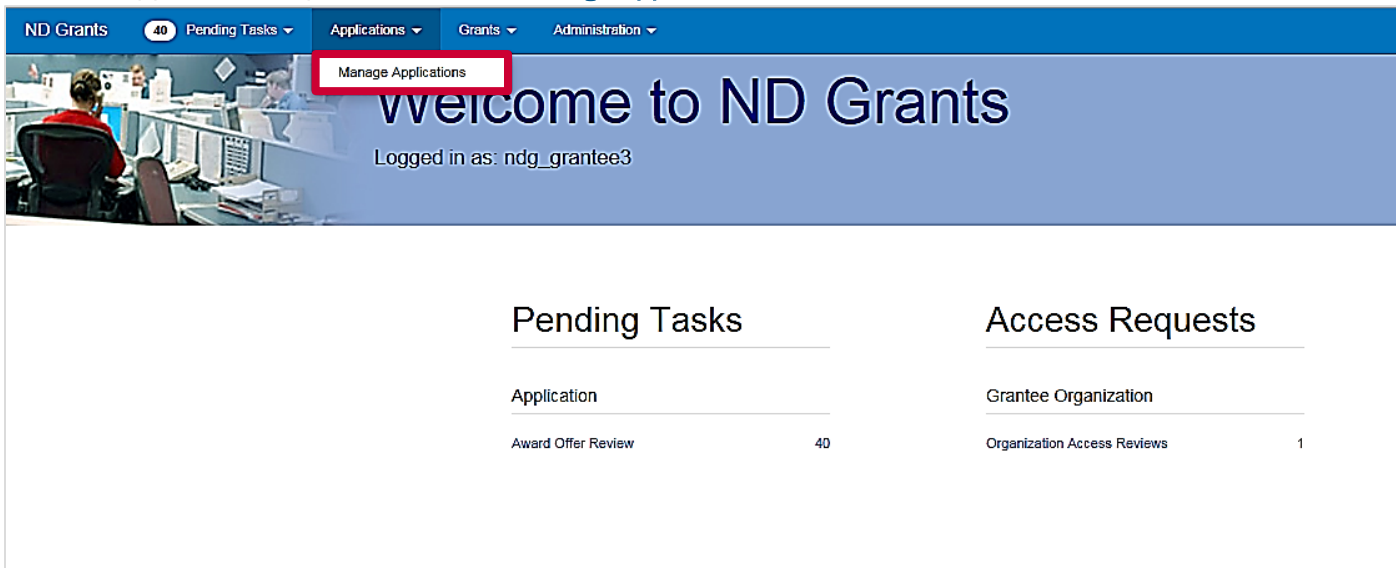 ND Grants 40 Pending Tasks Applications Grants Administration
Manage Applications
Welcome to ND Grants
Logged in as: ndg_grantee3
Pending Tasks
Access Requests
Application
Grantee Organization
Award Offer Review 40
Organization Access Reviews 1